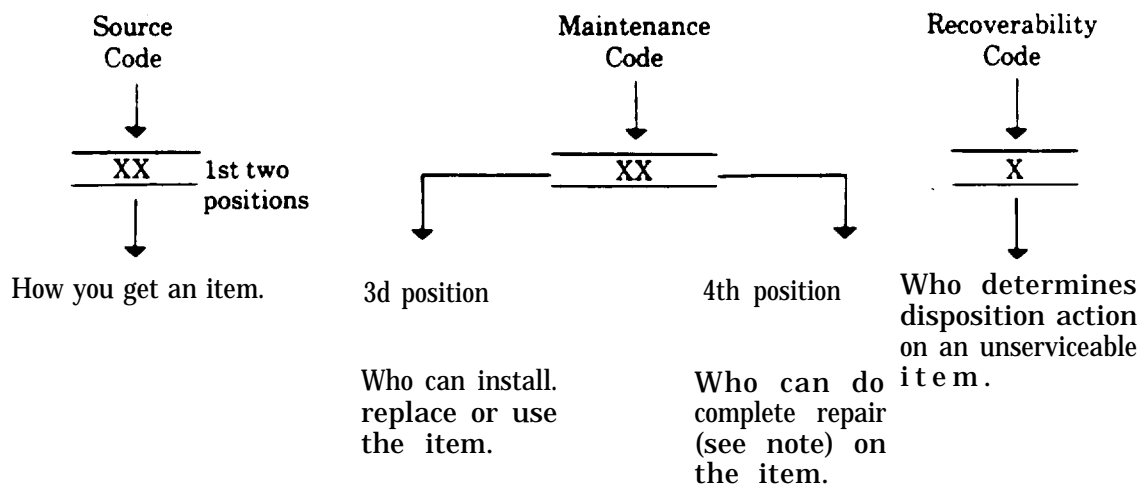 Source
Code
XX
1st two
positions
How you get an item.
Maintenance
Code
XX
3d position
Who can install.
replace or use
the item.
4th position
Who can do
complete repair
(see note) on
the item.
Recoverability
Code
X
Who determines
disposition action
on an unserviceable
item.